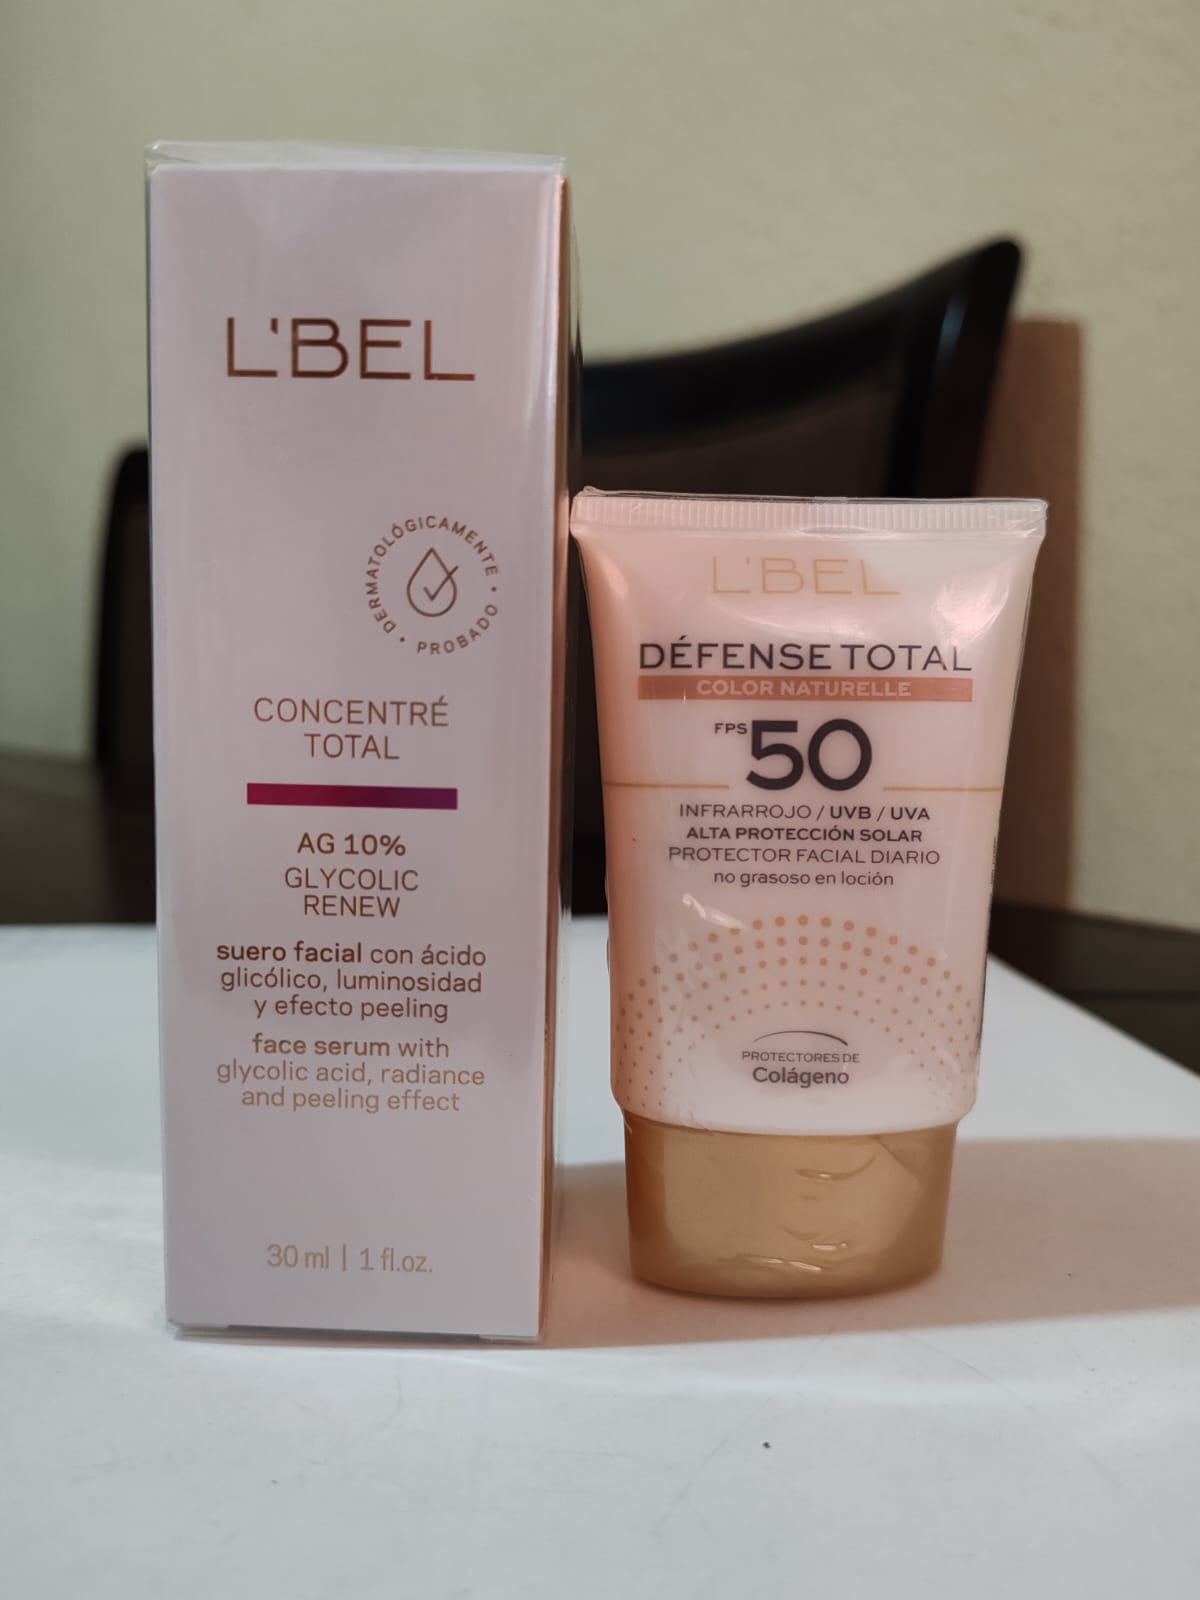 L'BEL
DERMATOLÓGICAMENTE • PROBADO •
CONCENTRÉ
TOTAL
AG 10%
GLYCOLIC
RENEW
suero facial con ácido
glicólico, luminosidad
y efecto peeling
face serum with
glycolic acid, radiance
and peeling effect
30 ml | 1 fl.oz.
L'BEL
DÉFENSE TOTAL
COLOR NATURELLE
FPS 50
INFRARROJO / UVB / UVA
ALTA PROTECCIÓN SOLAR
PROTECTOR FACIAL DIARIO
no grasoso en loción
PROTECTORES DE
Colágeno